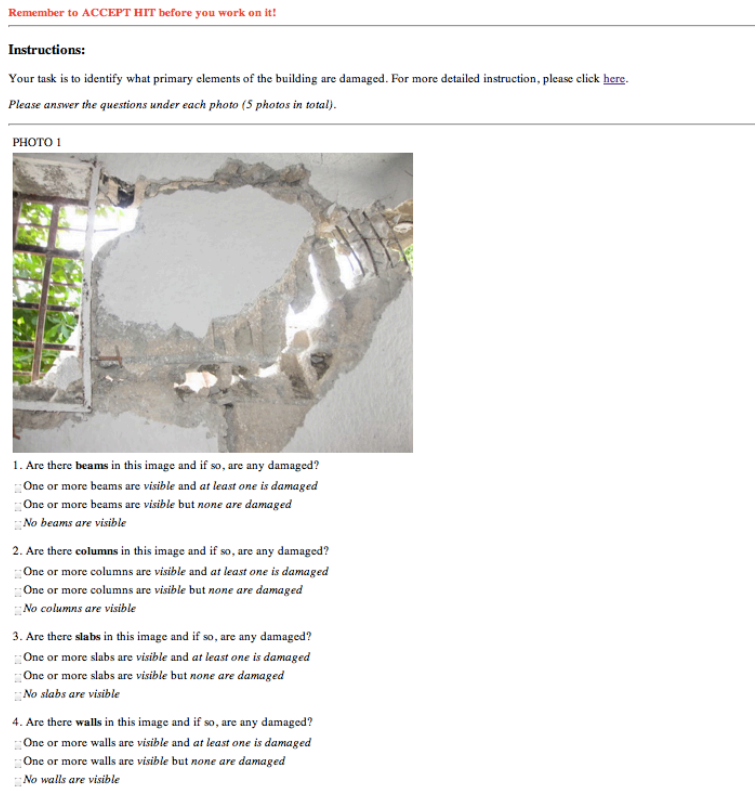 Remember to ACCEPT HIT before you work on it!
Instructions:
Your task is to identify what primary elements of the building are damaged. For more detailed instruction, please click here.
Please answer the questions under each photo (5 photos in total).
PHOTO 1
1. Are there beams in this image and if so, are any damaged?
One or more beams are visible and at least one is damaged
One or more beams are visible but none are damaged
No beams are visible
2. Are there columns in this image and if so, are any damaged?
One or more columns are visible and at least one is damaged
One or more columns are visible but none are damaged
No columns are visible
3. Are there slabs in this image and if so, are any damaged?
One or more slabs are visible and at least one is damaged
One or more slabs are visible but none are damaged
No slabs are visible
4. Are there walls in this image and if so, are any damaged?
One or more walls are visible and at least one is damaged
One or more walls are visible but none are damaged
No walls are visible